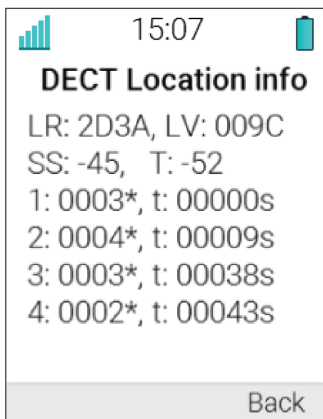 15:07
DECT Location info
LR: 2D3A, LV: 009C
SS: -45, T: -52
1: 0003*, t: 00000s
2: 0004*, t: 00009s
3: 0003*, t: 00038s
4: 0002*, t: 00043s
Back